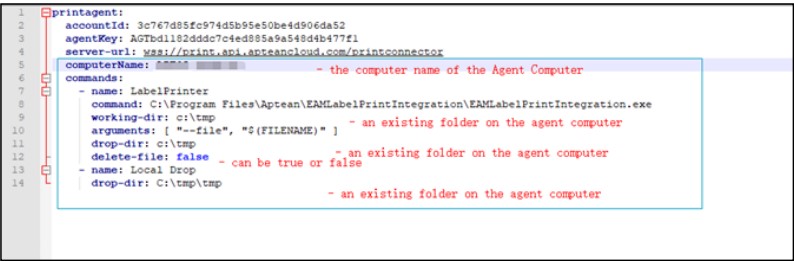 1 printagent:
2 accountId: 3c767d85fc974d5b95e50be4d906da52
3 agentKey: AGTbd1182dddc7c4ed885a9a548d4b477f1
4 server-url: wss://print.api.apteancloud.com/printconnector
5 computerName: - the computer name of the Agent Computer
6 commands:
7 - name: LabelPrinter
8 command: C:\Program Files\Aptean\EAMLabelPrintIntegration\EAMLabelPrintIntegration.exe
9 working-dir: c:\tmp - an existing folder on the agent computer
10 arguments: [ "--file", "$(FILENAME)" ]
11 drop-dir: c:\tmp - an existing folder on the agent computer
12 delete-file: false - can be true or false
13 - name: Local Drop
14 drop-dir: C:\tmp\tmp - an existing folder on the agent computer